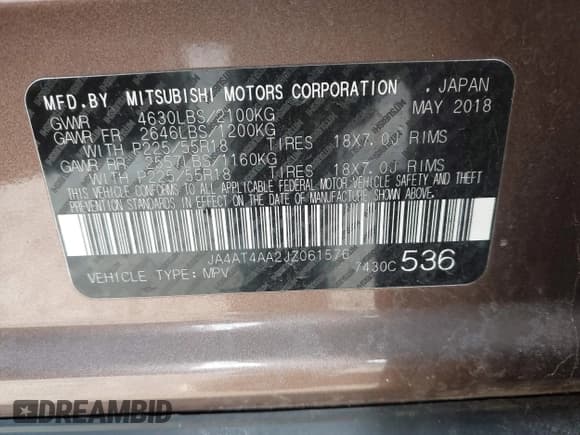 MFD.BY MITSUBISHI MOTORS CORPORATION , JAPAN
GVWR 4630LBS/2100KG MAY 2018
GAWR FR 2646LBS/1200KG
WITH P225/55R18 TIRES 18X7.0J RIMS
GAWR RR 2557LBS/1160KG
WITH P225/55R18 TIRES 18X7.0J RIMS
THIS VEHICLE CONFORMS TO ALL APPLICABLE FEDERAL MOTOR VEHICLE SAFETY AND THEFT
PREVENTION STANDARDS IN EFFECT ON THE DATE OF MANUFACTURE SHOWN ABOVE.
JA4AT4AA2JZ061576
VEHICLE TYPE:MPV 7430C 536
DREAMBID